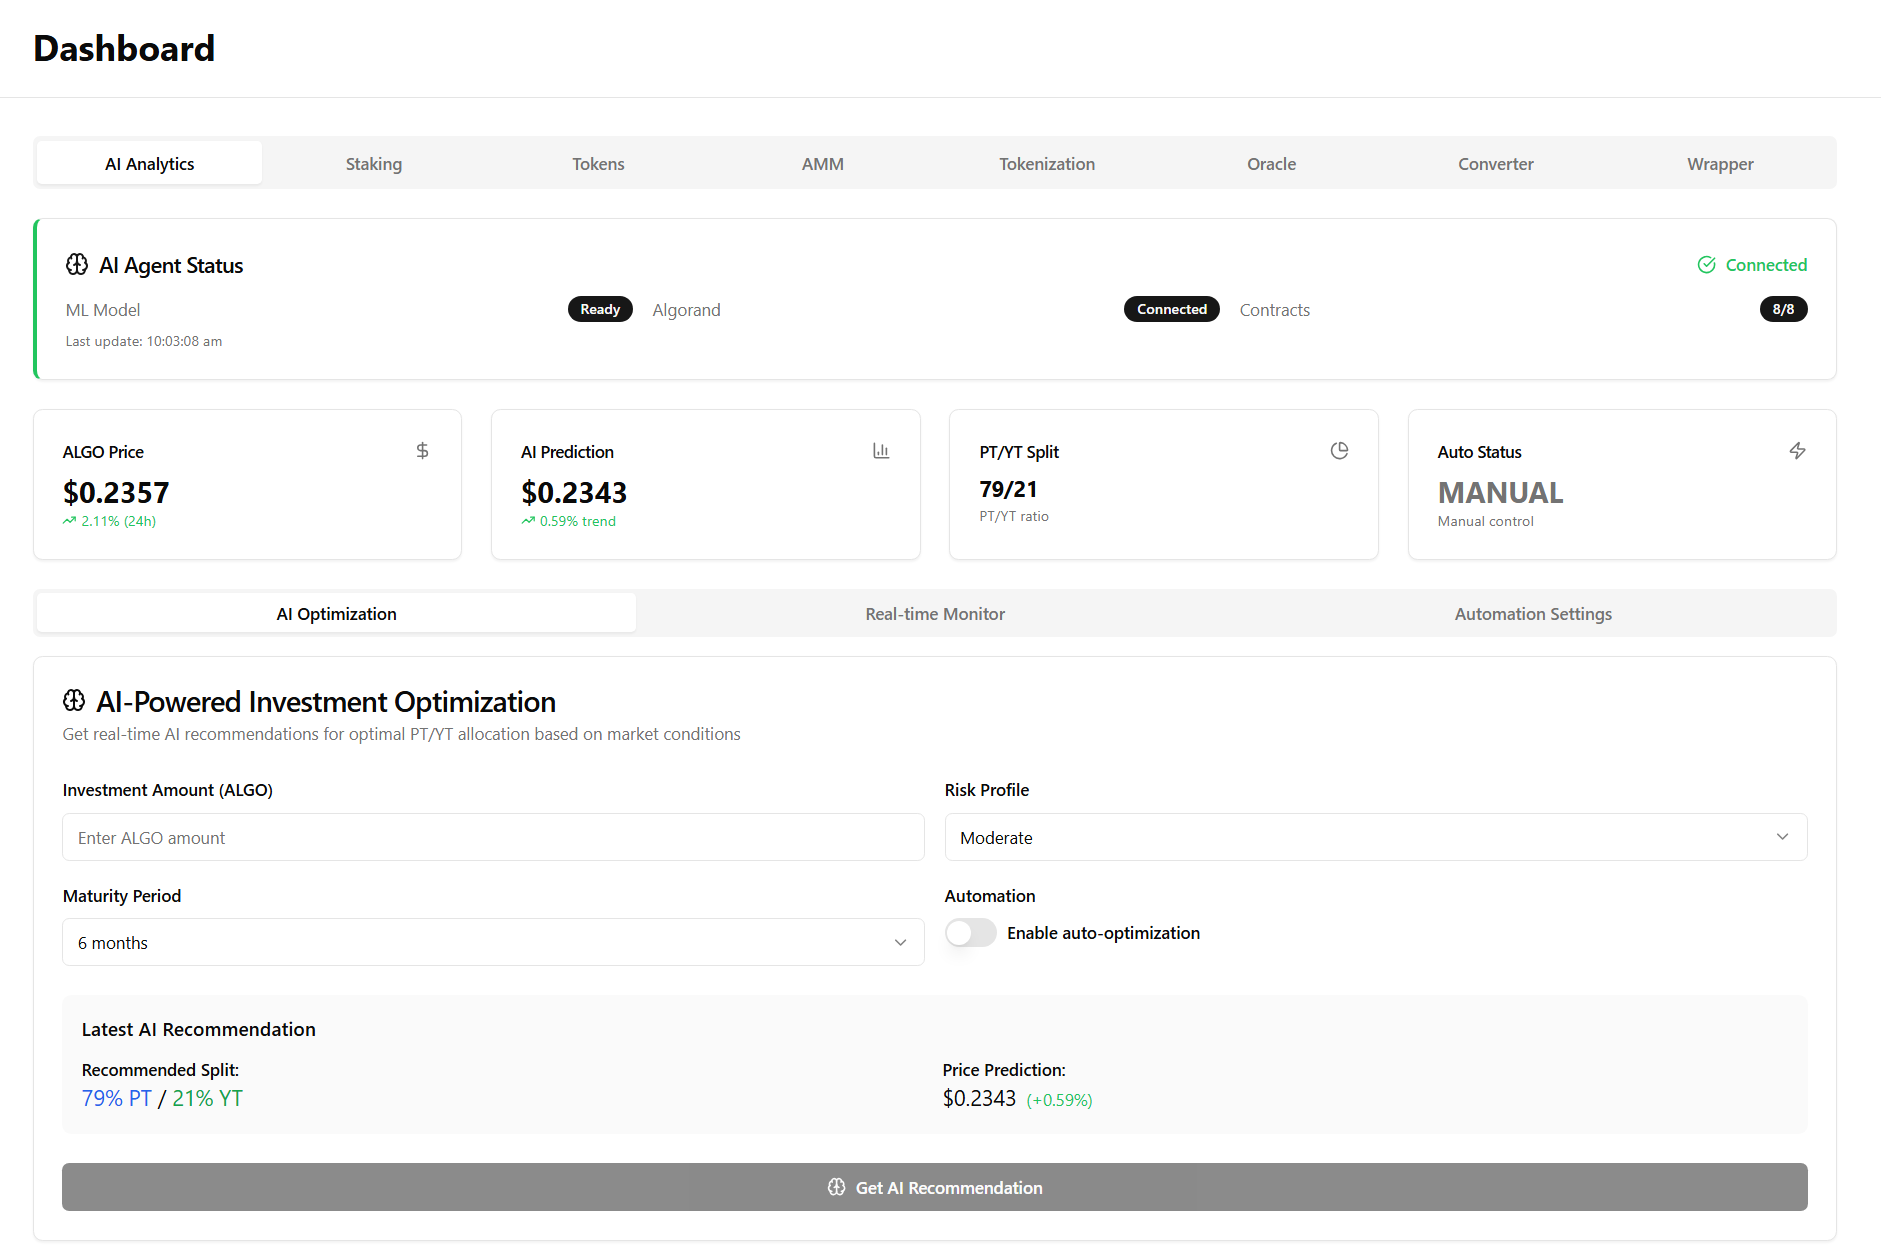 Dashboard
AI Analytics
Staking
Tokens
AMM
Tokenization
Oracle
Converter
Wrapper
AI Agent Status
Connected
ML Model
Ready
Algorand
Connected
Contracts
8/8
Last update: 10:03:08 am
ALGO Price
$0.2357
2.11% (24h)
AI Prediction
$0.2343
0.59% trend
PT/YT Split
79/21
PT/YT ratio
Auto Status
MANUAL
Manual control
AI Optimization
Real-time Monitor
Automation Settings
AI-Powered Investment Optimization
Get real-time AI recommendations for optimal PT/YT allocation based on market conditions
Investment Amount (ALGO)
Enter ALGO amount
Risk Profile
Moderate
Maturity Period
6 months
Automation
Enable auto-optimization
Latest AI Recommendation
Recommended Split:
79% PT / 21% YT
Price Prediction:
$0.2343 (+0.59%)
Get AI Recommendation